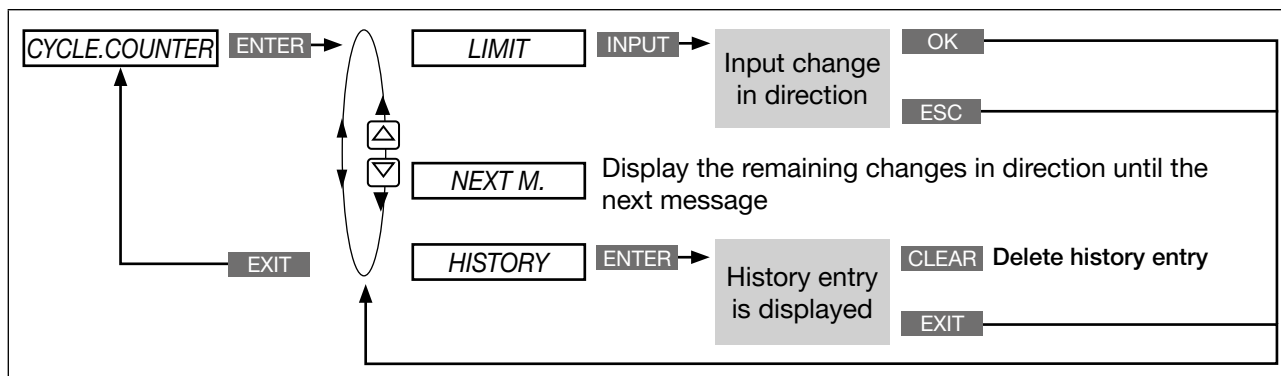 CYCLE.COUNTER ENTER LIMIT INPUT OK
Input change
in direction
ESC
NEXT M. Display the remaining changes in direction until the
next message
EXIT HISTORY ENTER CLEAR Delete history entry
History entry
is displayed
EXIT